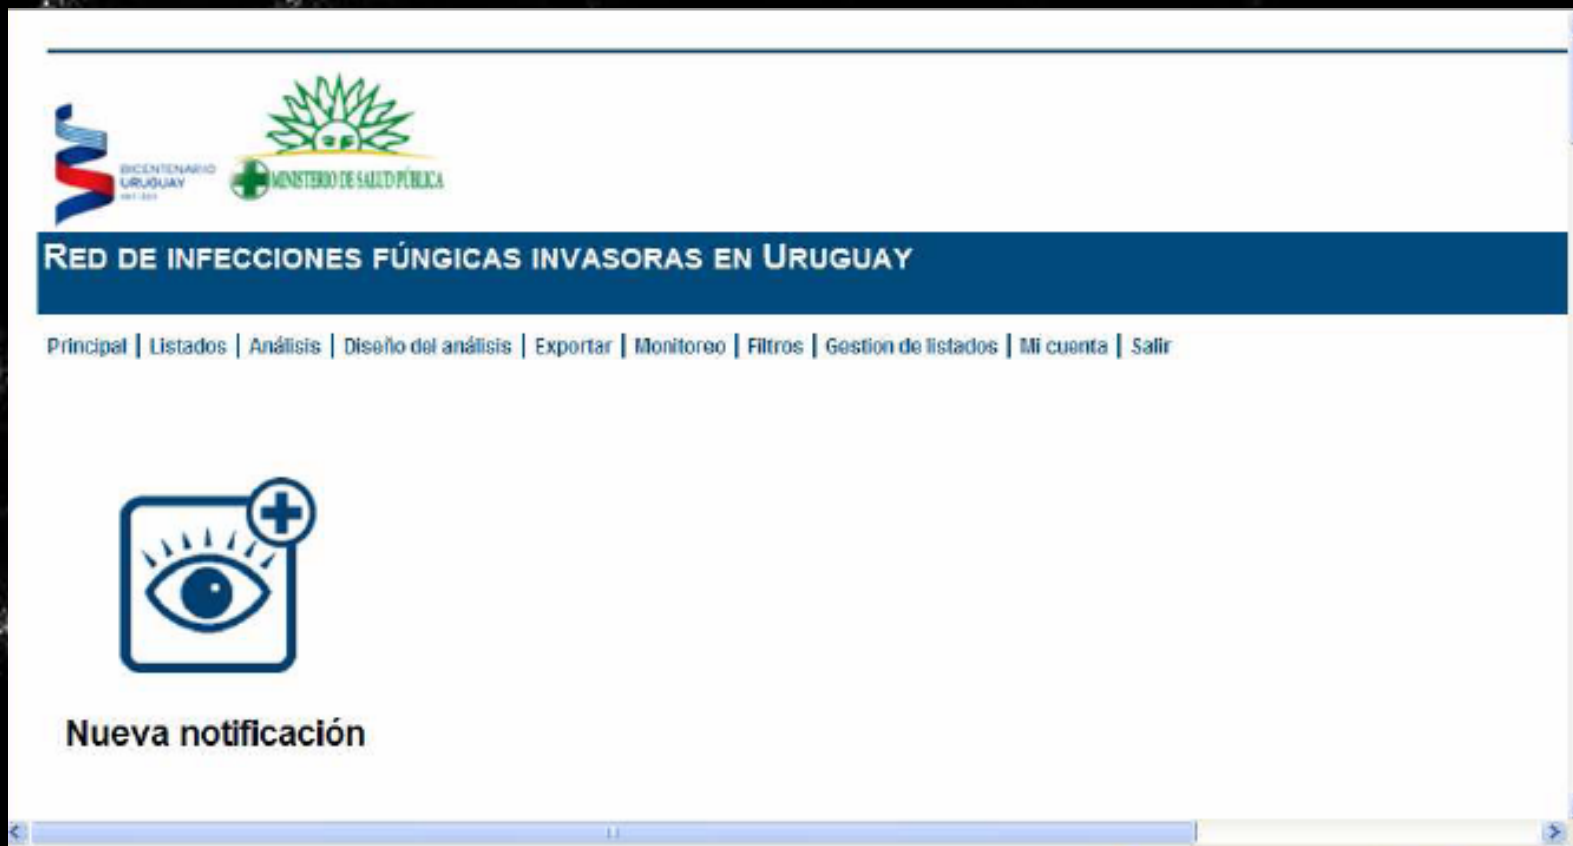 BICENTENARIO
URUGUAY
MINISTERIO DE SALUD PÚBLICA
RED DE INFECCIONES FÚNGICAS INVASORAS EN URUGUAY
Principal | Listados | Análisis | Diseño del análisis | Exportar | Monitoreo | Filtros | Gestion de listados | Mi cuenta | Salir
Nueva notificación